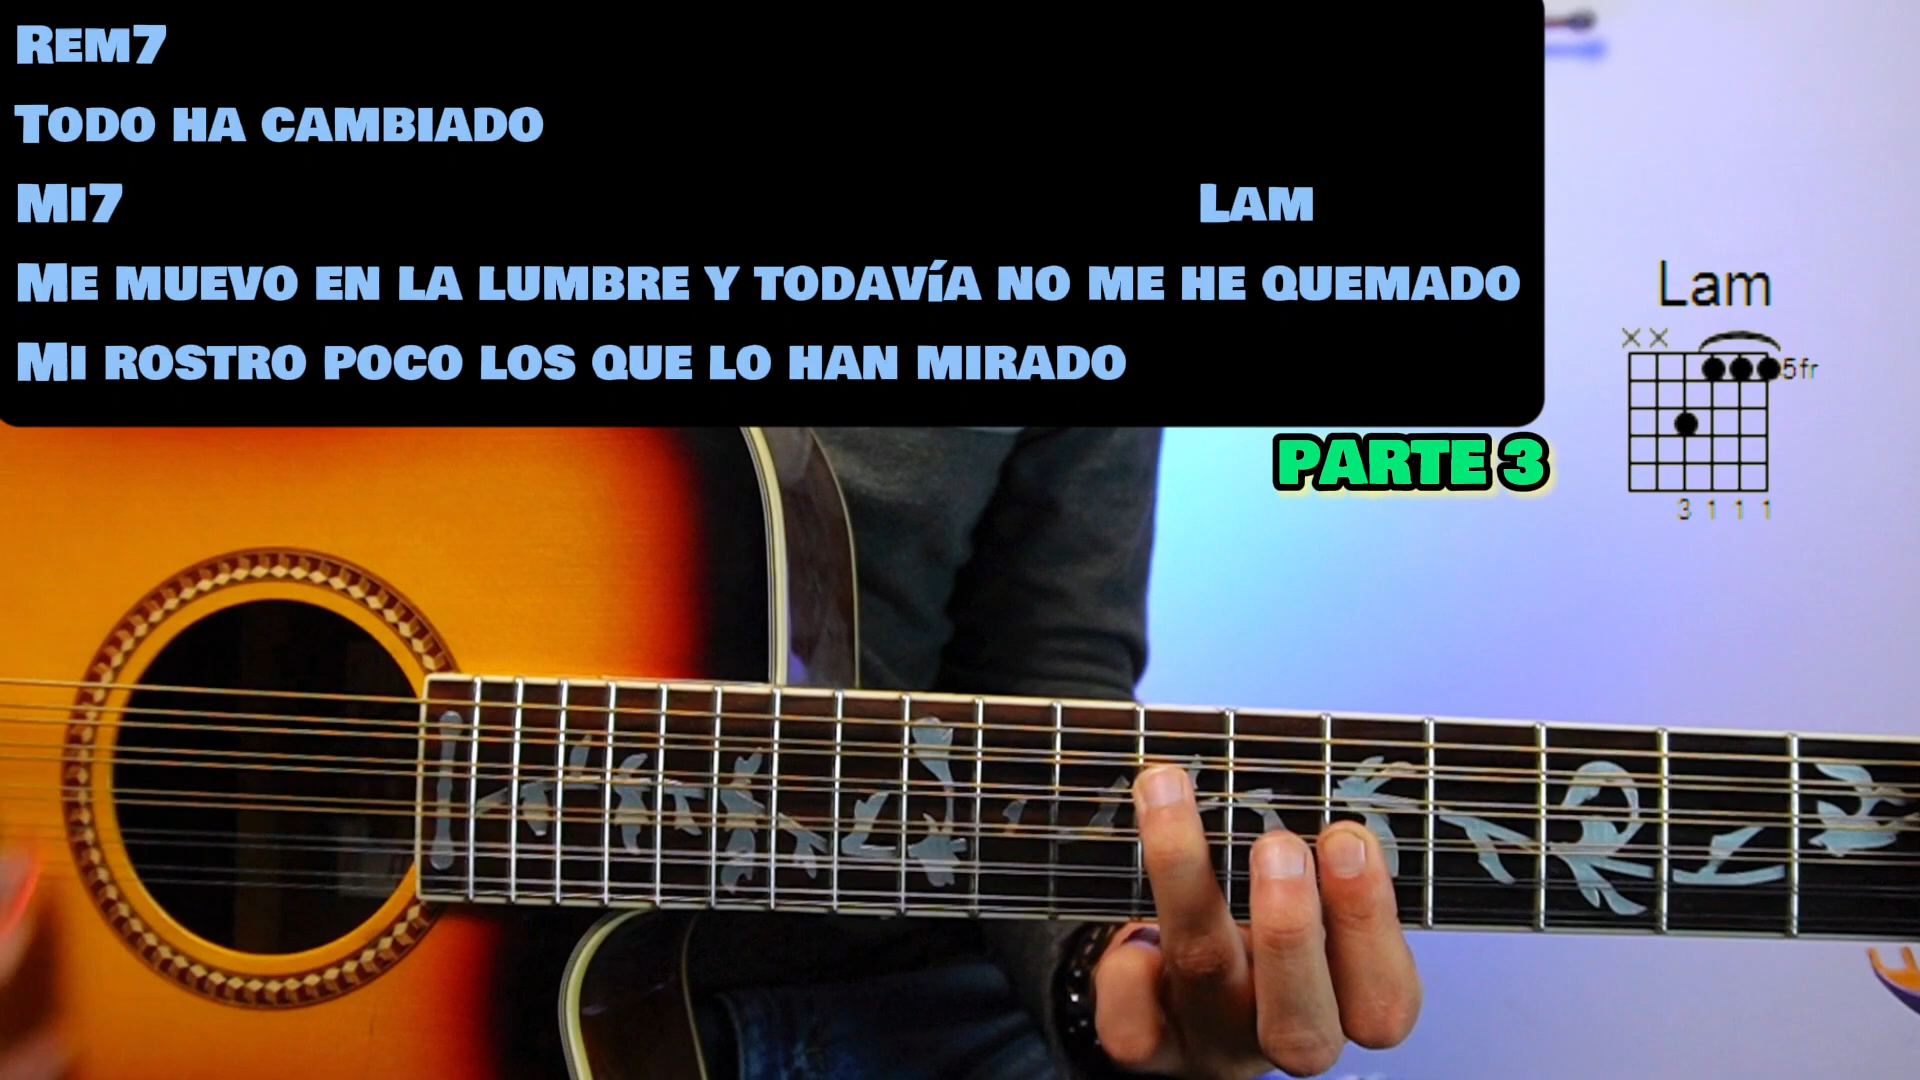 Rem7
Todo ha cambiado
Mi7 Lam
Me muevo en la lumbre y todavía no me he quemado
Mi rostro poco los que lo han mirado
PARTE 3
Lam
5fr
3 1 1 1